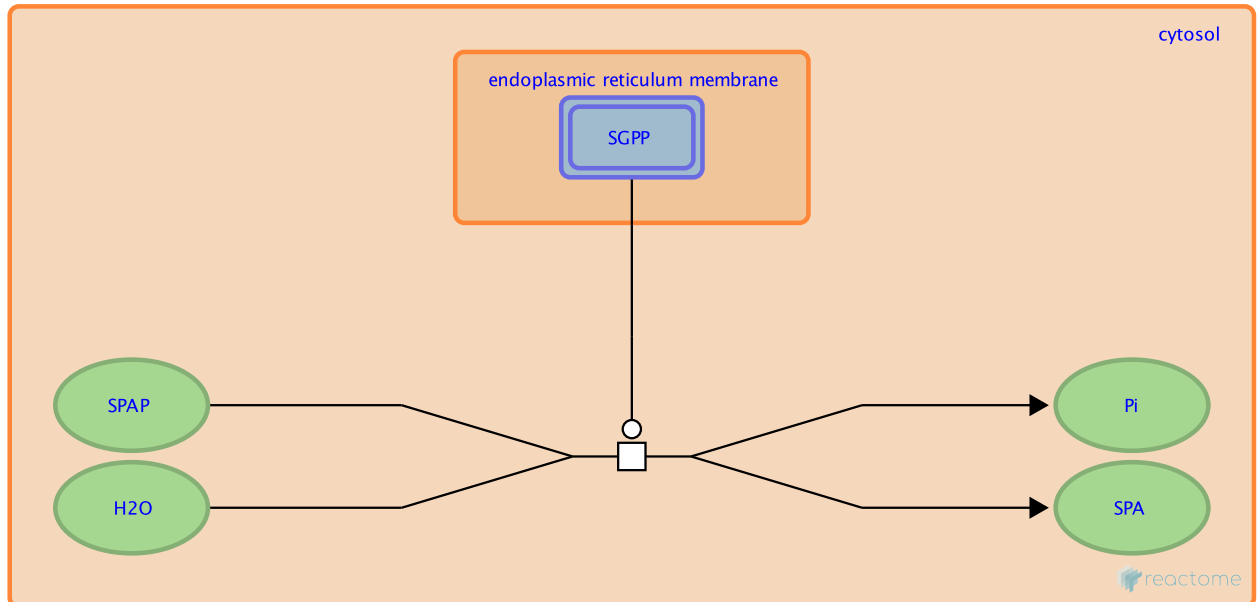 cytosol
endoplasmic reticulum membrane
SGPP
SPAP
Pi
H2O
SPA
reactome